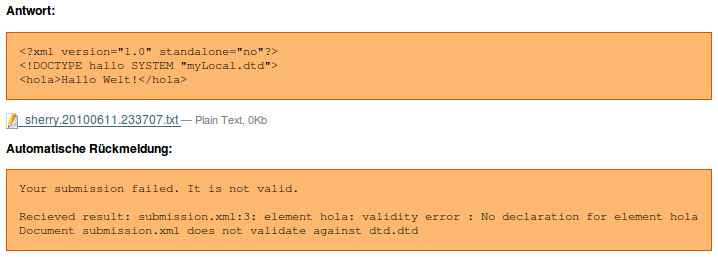 Antwort:
<?xml version="1.0" standalone="no"?>
<!DOCTYPE hallo SYSTEM "myLocal.dtd">
<hola>Hallo Welt!</hola>
sherry.20100611.233707.txt — Plain Text, 0Kb
Automatische Rückmeldung:
Your submission failed. It is not valid.
Recieved result: submission.xml:3: element hola: validity error : No declaration for element hola
Document submission.xml does not validate against dtd.dtd